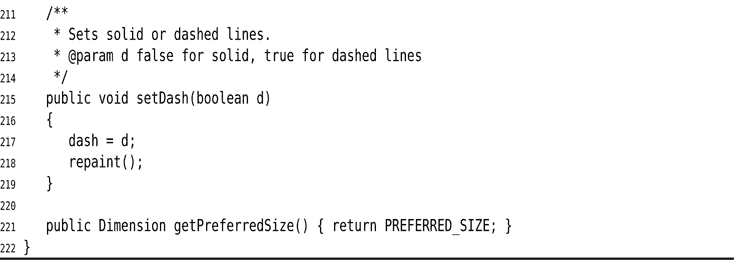 211    /**
212     * Sets solid or dashed lines.
213     * @param d false for solid, true for dashed lines
214     */
215    public void setDash(boolean d)
216    {
217       dash = d;
218       repaint();
219    }
220
221    public Dimension getPreferredSize() { return PREFERRED_SIZE; }
222 }